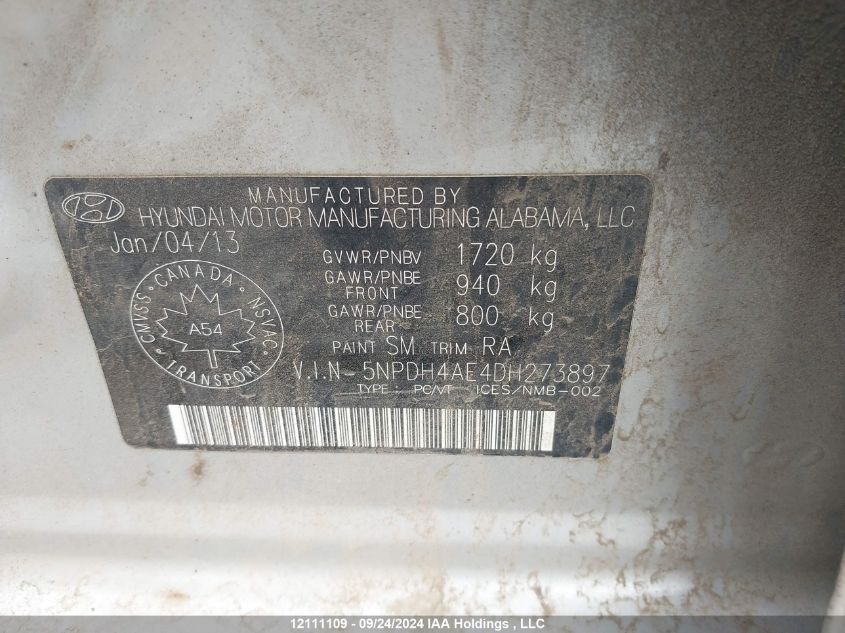 MANUFACTURED BY
HYUNDAI MOTOR MANUFACTURING ALABAMA, LLC
Jan/04/13
GVWR/PNBV 1720 kg
GAWR/PNBE FRONT 940 kg
GAWR/PNBE REAR 800 kg
PAINT SM TRIM RA
V.I.N- 5NPDH4AE4DH273897
TYPE: PC/VT ICES/NMB-002
CMVSS · CANADA · NSVAC
A54
TRANSPORT
12111109 - 09/24/2024 IAA Holdings , LLC